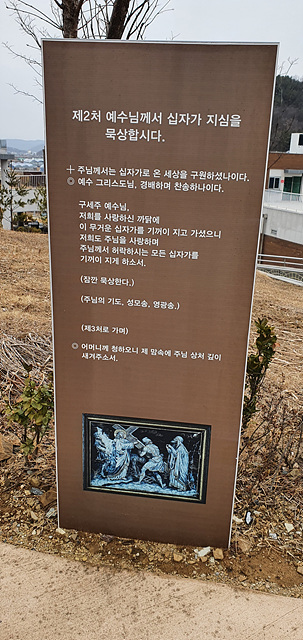 제2처 예수님께서 십자가 지심을
묵상합시다.
┼ 주님께서는 십자가로 온 세상을 구원하셨나이다.
◎ 예수 그리스도님, 경배하며 찬송하나이다.
구세주 예수님,
저희를 사랑하신 까닭에
이 무거운 십자가를 기꺼이 지고 가셨으니
저희도 주님을 사랑하며
주님께서 허락하시는 모든 십자가를
기꺼이 지게 하소서.
(잠깐 묵상한다.)
(주님의 기도, 성모송, 영광송.)
(제3처로 가며)
◎ 어머니께 청하오니 제 맘속에 주님 상처 깊이
새겨주소서.